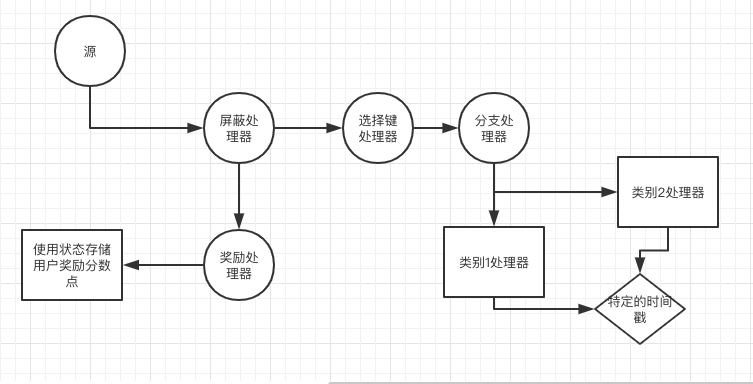 源
屏蔽处
理器
选择键
处理器
分支处
理器
类别2处理器
使用状态存储
用户奖励分数
点
奖励处
理器
类别1处理器
特定的时间
戳